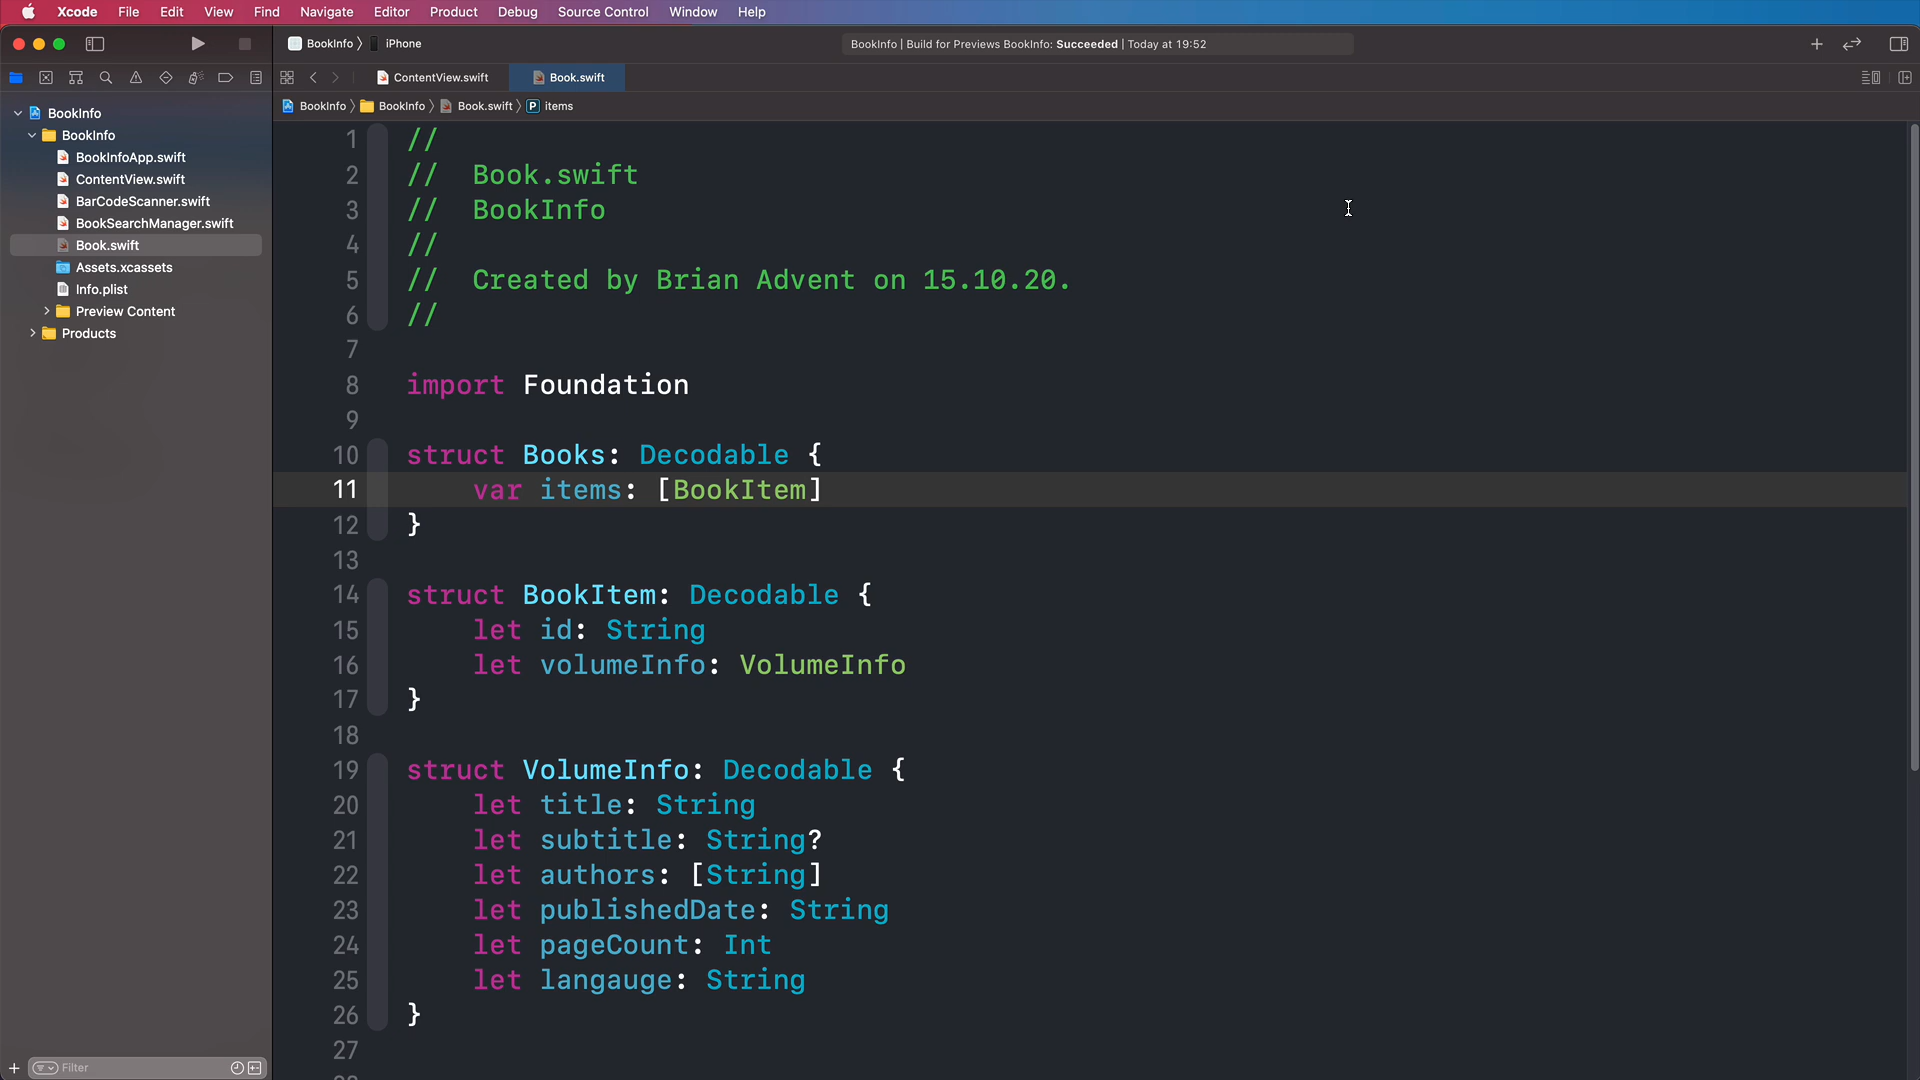 Xcode File Edit View Find Navigate Editor Product Debug Source Control Window Help
BookInfo iPhone
BookInfo | Build for Previews BookInfo: Succeeded | Today at 19:52
ContentView.swift Book.swift
BookInfo BookInfo Book.swift P items
BookInfo
BookInfo
BookInfoApp.swift
ContentView.swift
BarCodeScanner.swift
BookSearchManager.swift
Book.swift
Assets.xcassets
Info.plist
Preview Content
Products
Filter
1 //
2 //  Book.swift
3 //  BookInfo
4 //
5 //  Created by Brian Advent on 15.10.20.
6 //
7
8 import Foundation
9
10 struct Books: Decodable {
11     var items: [BookItem]
12 }
13
14 struct BookItem: Decodable {
15     let id: String
16     let volumeInfo: VolumeInfo
17 }
18
19 struct VolumeInfo: Decodable {
20     let title: String
21     let subtitle: String?
22     let authors: [String]
23     let publishedDate: String
24     let pageCount: Int
25     let langauge: String
26 }
27